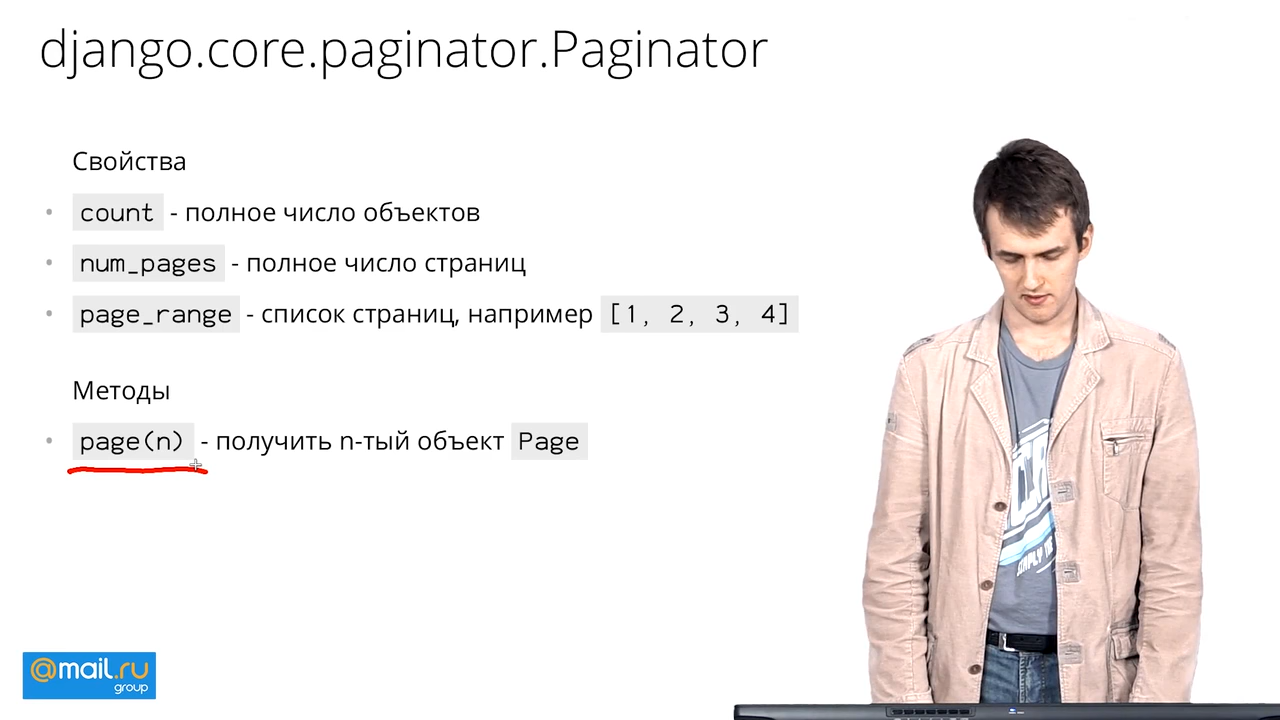 django.core.paginator.Paginator
Свойства
count - полное число объектов
num_pages - полное число страниц
page_range - список страниц, например [1, 2, 3, 4]
Методы
page(n) - получить n-тый объект Page
@mail.ru
group